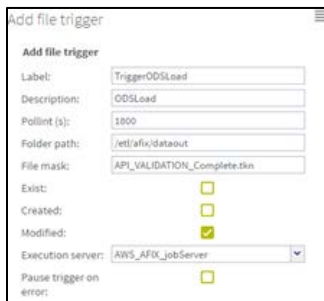 Add file trigger
Add file trigger
Label: TriggerODSLoad
Description: ODSLoad
Pollint (s): 1800
Folder path: /etl/afix/dataout
File mask: API_VALIDATION_Complete.tkn
Exist:
Created:
Modified:
Execution server: AWS_AFIX_jobServer
Pause trigger on
error: